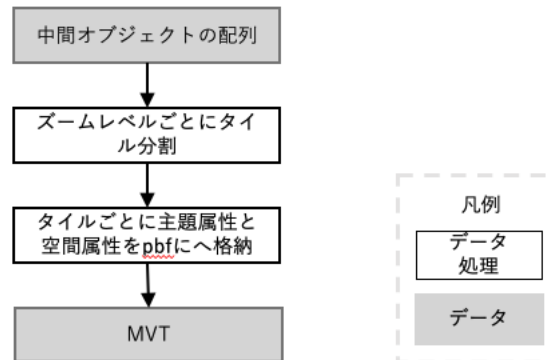 中間オブジェクトの配列
ズームレベルごとにタイ
ル分割
タイルごとに主題属性と
空間属性をpbfにへ格納
MVT
凡例
データ
処理
データ